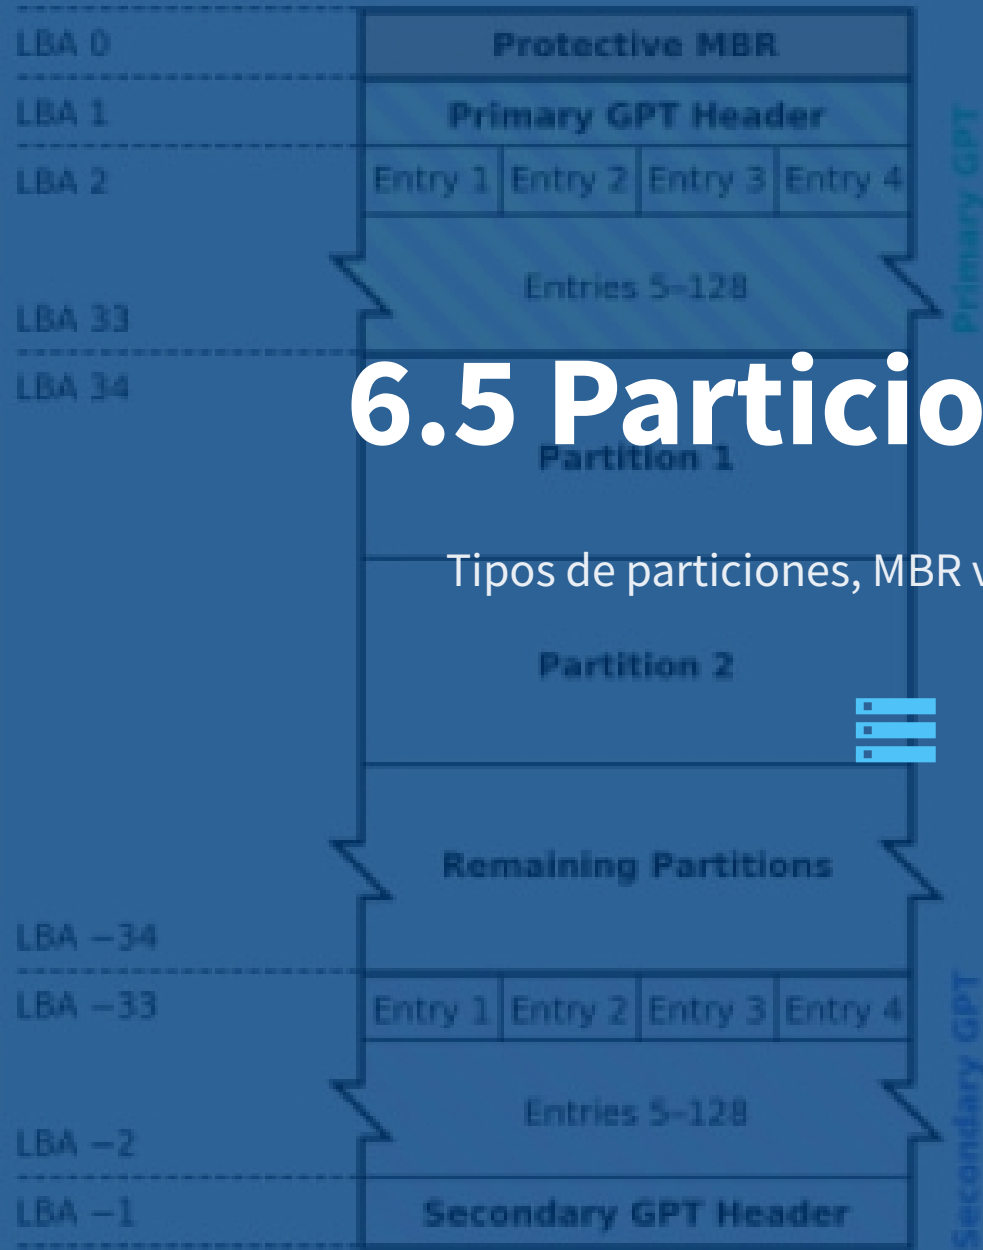 LBA 0
Protective MBR
LBA 1
Primary GPT Header
LBA 2
Entry 1 Entry 2 Entry 3 Entry 4
Primary GPT
Entries 5–128
LBA 33
LBA 34
6.5 Particio
Partition 1
Tipos de particiones, MBR v
Partition 2
Remaining Partitions
LBA −34
LBA −33
Entry 1 Entry 2 Entry 3 Entry 4
Secondary GPT
Entries 5–128
LBA −2
LBA −1
Secondary GPT Header